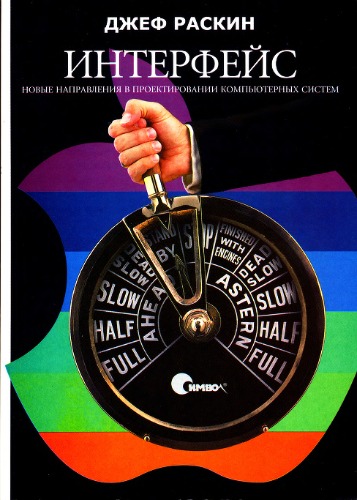 ДЖЕФ РАСКИН
ИНТЕРФЕЙС
НОВЫЕ НАПРАВЛЕНИЯ В ПРОЕКТИРОВАНИИ КОМПЬЮТЕРНЫХ СИСТЕМ
STAND BY
STOP
FINISHED WITH ENGINES
DEAD SLOW
DEAD SLOW
SLOW
SLOW
HALF
HALF
FULL
FULL
AHEAD
ASTERN
СИМВОЛ